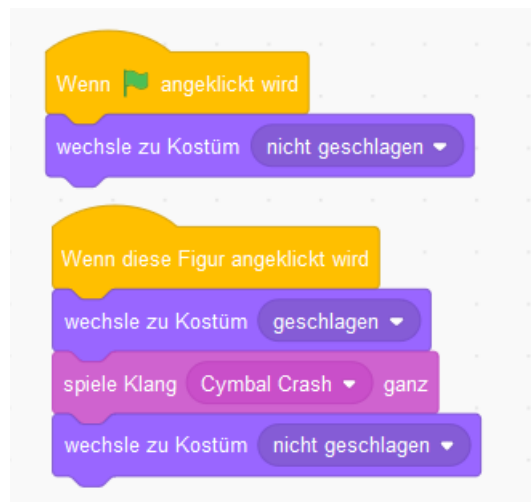 Wenn angeklickt wird
wechsle zu Kostüm nicht geschlagen
Wenn diese Figur angeklickt wird
wechsle zu Kostüm geschlagen
spiele Klang Cymbal Crash ganz
wechsle zu Kostüm nicht geschlagen